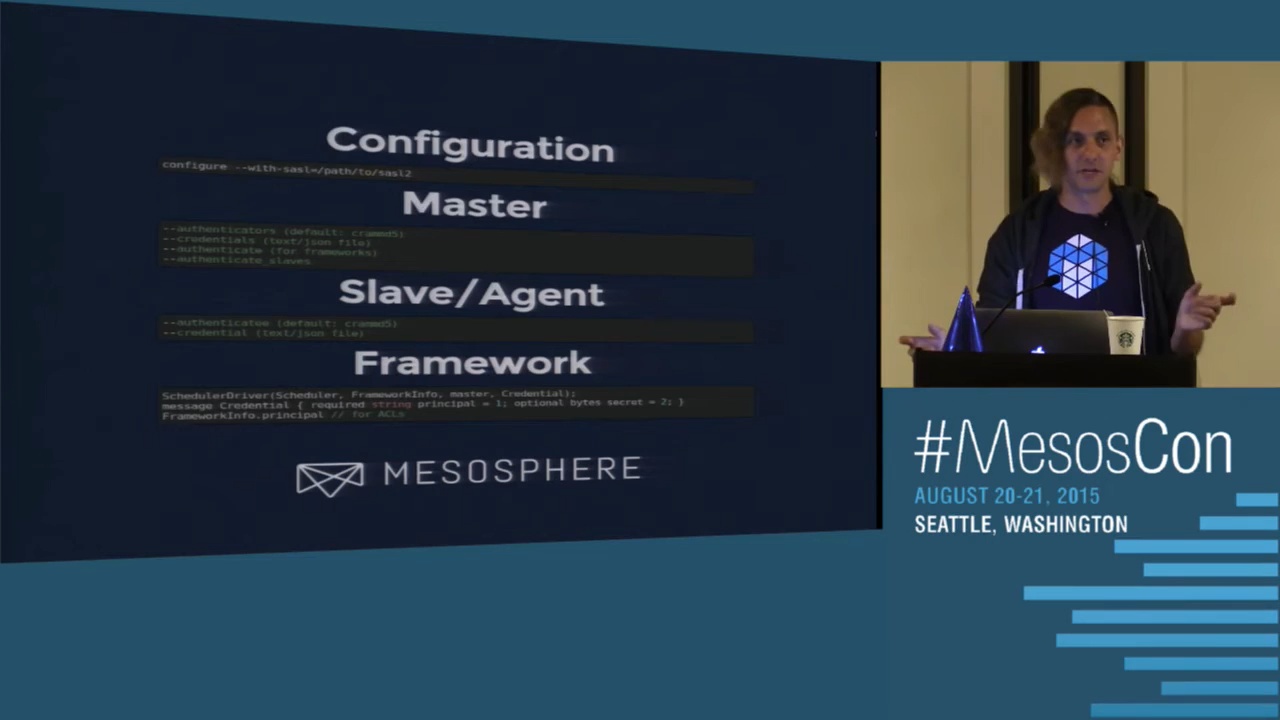 Configuration
configure --with-sasl=/path/to/sasl2
Master
--authenticators (default: crammd5)
--credentials (text/json file)
--authenticate (for frameworks)
--authenticate_slaves
Slave/Agent
--authenticatee (default: crammd5)
--credential (text/json file)
Framework
SchedulerDriver(Scheduler, FrameworkInfo, master, Credential);
message Credential { required string principal = 1; optional bytes secret = 2; }
FrameworkInfo.principal // for ACLs
MESOSPHERE
#MesosCon
AUGUST 20-21, 2015
SEATTLE, WASHINGTON